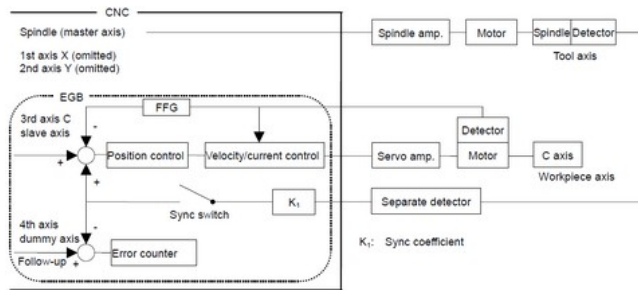 CNC
Spindle (master axis)
Spindle amp.
Motor
Spindle
Detector
Tool axis
1st axis X (omitted)
2nd axis Y (omitted)
EGB
FFG
3rd axis C
slave axis
-
+
+
Position control
Velocity/current control
Servo amp.
Detector
Motor
C axis
Workpiece axis
Sync switch
K1
Separate detector
4th axis
dummy axis
-
Follow-up
+
Error counter
K1: Sync coefficient